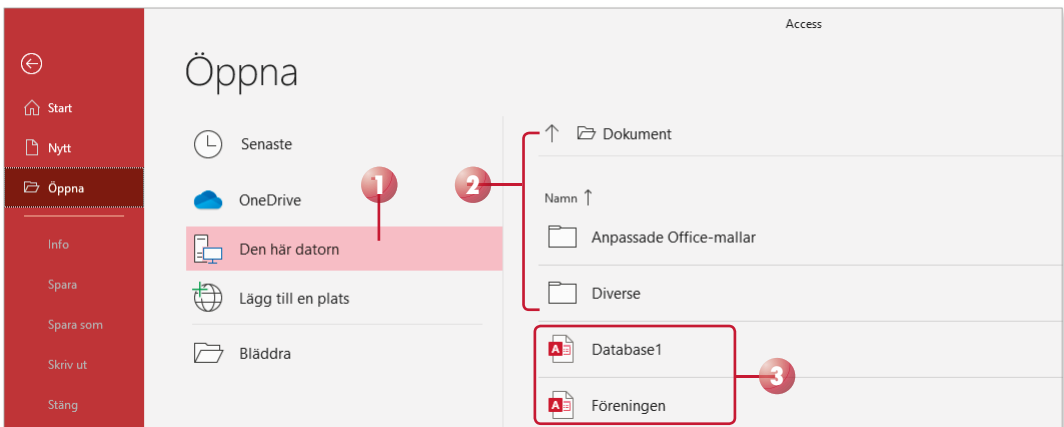 Access
Öppna
Start
Nytt
Öppna
Info
Spara
Spara som
Skriv ut
Stäng
Senaste
OneDrive
Den här datorn
Lägg till en plats
Bläddra
1
2
Dokument
Namn
Anpassade Office-mallar
Diverse
Database1
Föreningen
3